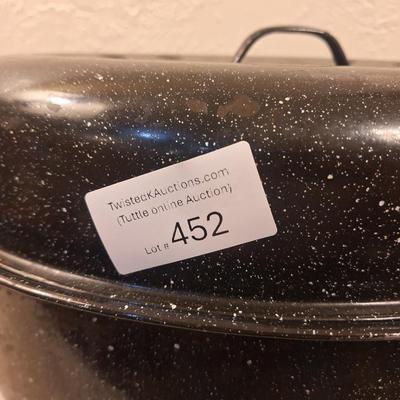 TwistedKAuctions.com
(Tuttle online Auction)
Lot # 452